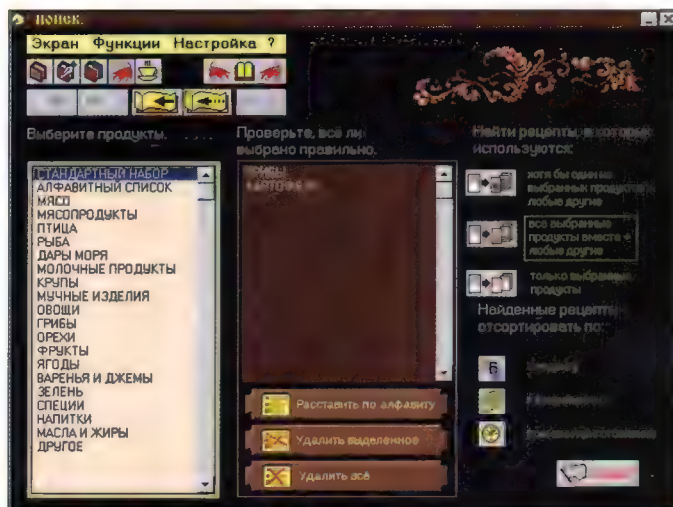 ПОИСК.
Экран Функции Настройка ?
Выберите продукты.
Проверьте, всё ли
выбрано правильно.
Найти рецепты, в которых
используются:
СТАНДАРТНЫЙ НАБОР
АЛФАВИТНЫЙ СПИСОК
МЯСО
МЯСОПРОДУКТЫ
ПТИЦА
РЫБА
ДАРЫ МОРЯ
МОЛОЧНЫЕ ПРОДУКТЫ
КРУПЫ
МУЧНЫЕ ИЗДЕЛИЯ
ОВОЩИ
ГРИБЫ
ОРЕХИ
ФРУКТЫ
ЯГОДЫ
ВАРЕНЬЯ И ДЖЕМЫ
ЗЕЛЕНЬ
СПЕЦИИ
НАПИТКИ
МАСЛА И ЖИРЫ
ДРУГОЕ
Расставить по алфавиту
Удалить выделенное
Удалить всё
хотя бы один из
выбранных продуктов
любые другие
все выбранные
продукты вместе +
любые другие
только выбранные
продукты
Найденные рецепты
отсортировать по: